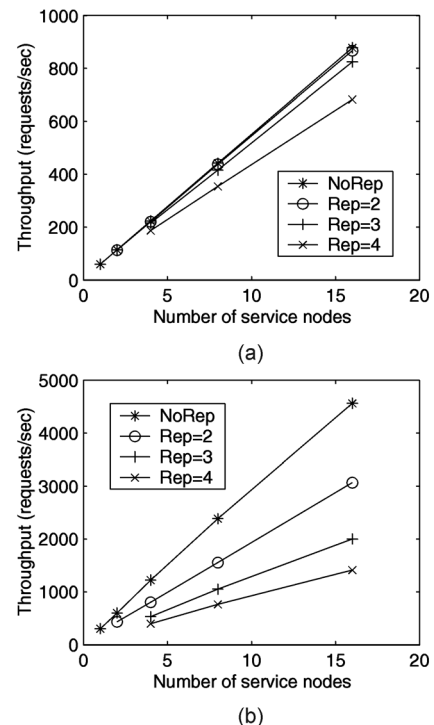 1000
800
600
400
200
0
Throughput (requests/sec)
NoRep
Rep=2
Rep=3
Rep=4
0 5 10 15 20
Number of service nodes
(a)
5000
4000
3000
2000
1000
0
Throughput (requests/sec)
NoRep
Rep=2
Rep=3
Rep=4
0 5 10 15 20
Number of service nodes
(b)